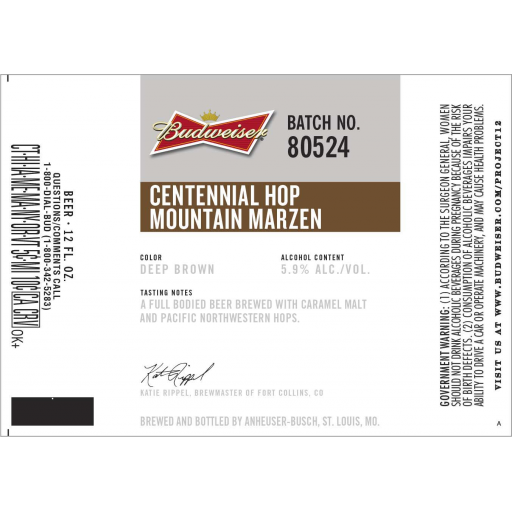 BEER · 12 FL. OZ
QUESTIONS/COMMENTS CALL
1-800-DIAL-BUD (1-800-342-5283)
CT·HI·IA·ME·MA·NY·OR·VT 5¢·MI 10¢ CA CRV OK+
Budweiser
BATCH NO.
80524
CENTENNIAL HOP
MOUNTAIN MARZEN
COLOR
DEEP BROWN
ALCOHOL CONTENT
5.9% ALC./VOL.
TASTING NOTES
A FULL BODIED BEER BREWED WITH CARAMEL MALT
AND PACIFIC NORTHWESTERN HOPS.
KATIE RIPPEL, BREWMASTER OF FORT COLLINS, CO
BREWED AND BOTTLED BY ANHEUSER-BUSCH, ST. LOUIS, MO.
GOVERNMENT WARNING: (1) ACCORDING TO THE SURGEON GENERAL, WOMEN
SHOULD NOT DRINK ALCOHOLIC BEVERAGES DURING PREGNANCY BECAUSE OF THE RISK
OF BIRTH DEFECTS. (2) CONSUMPTION OF ALCOHOLIC BEVERAGES IMPAIRS YOUR
ABILITY TO DRIVE A CAR OR OPERATE MACHINERY, AND MAY CAUSE HEALTH PROBLEMS.
VISIT US AT WWW.BUDWEISER.COM/PROJECT12
A